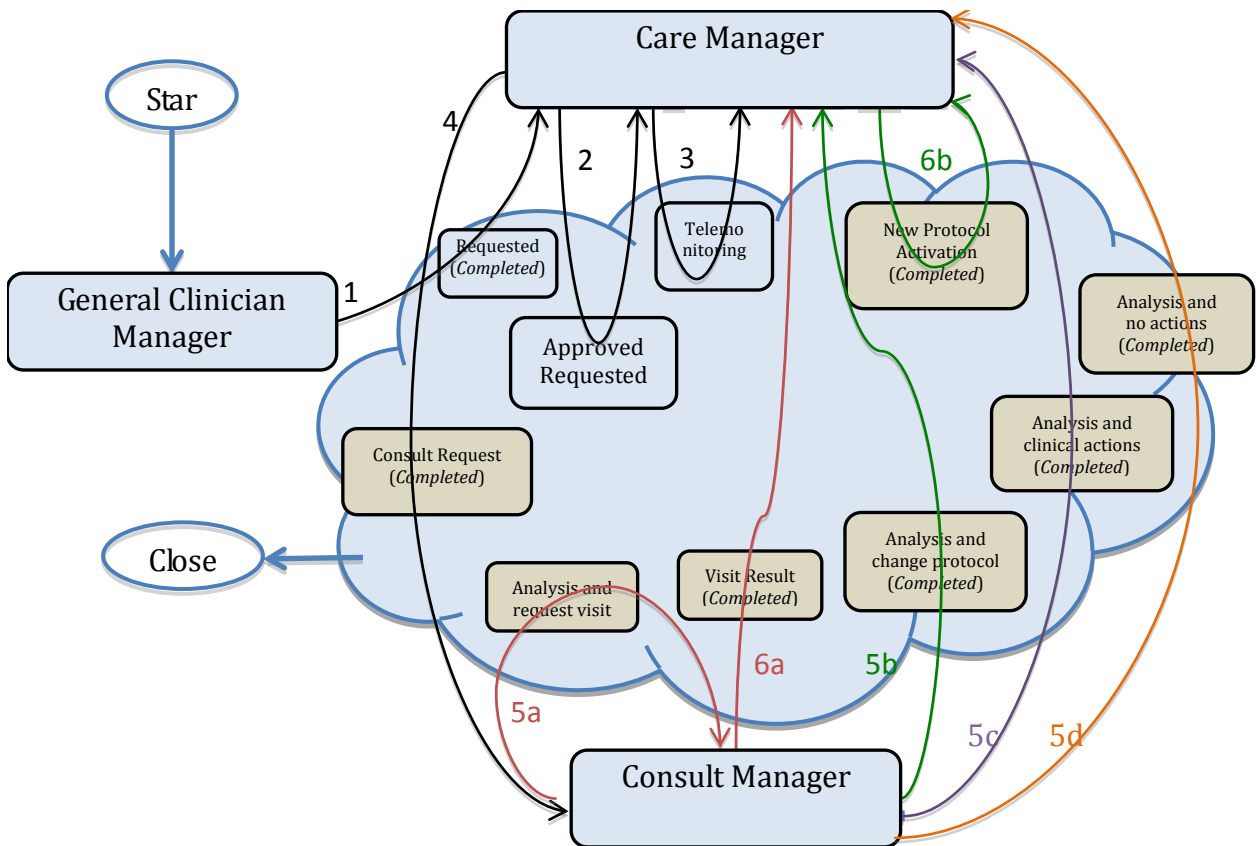 Care Manager
Star
4
2
3
6b
Requested
(Completed)
Telemo
nitoring
New Protocol
Activation
(Completed)
General Clinician
Manager
1
Analysis and
no actions
(Completed)
Approved
Requested
Analysis and
clinical actions
(Completed)
Consult Request
(Completed)
Close
Analysis and
change protocol
(Completed)
Analysis and
request visit
Visit Result
(Completed)
5a
6a
5b
5c
5d
Consult Manager